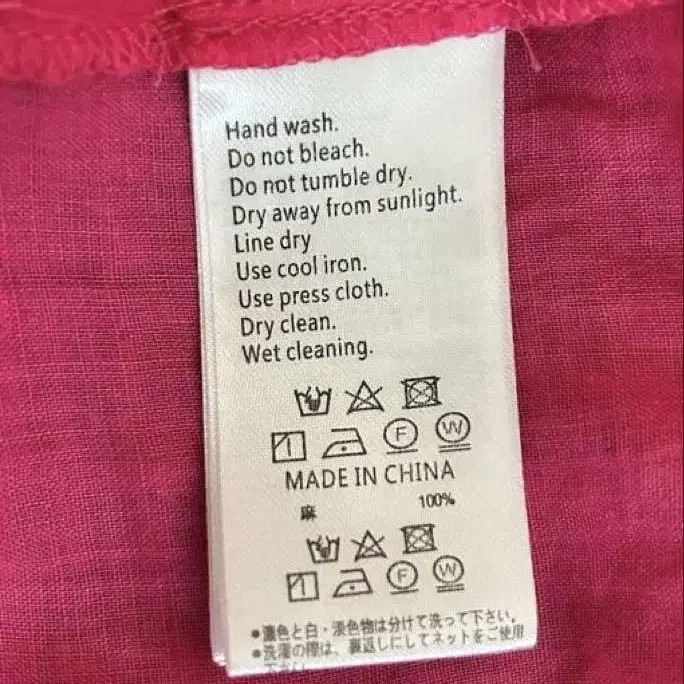 Hand wash.
Do not bleach.
Do not tumble dry.
Dry away from sunlight.
Line dry
Use cool iron.
Use press cloth.
Dry clean.
Wet cleaning.
F W
MADE IN CHINA
麻 100%
F W
●濃色と白・淡色物は分けて洗って下さい。
●洗濯の際は、裏返しにしてネットをご使用
下さい。